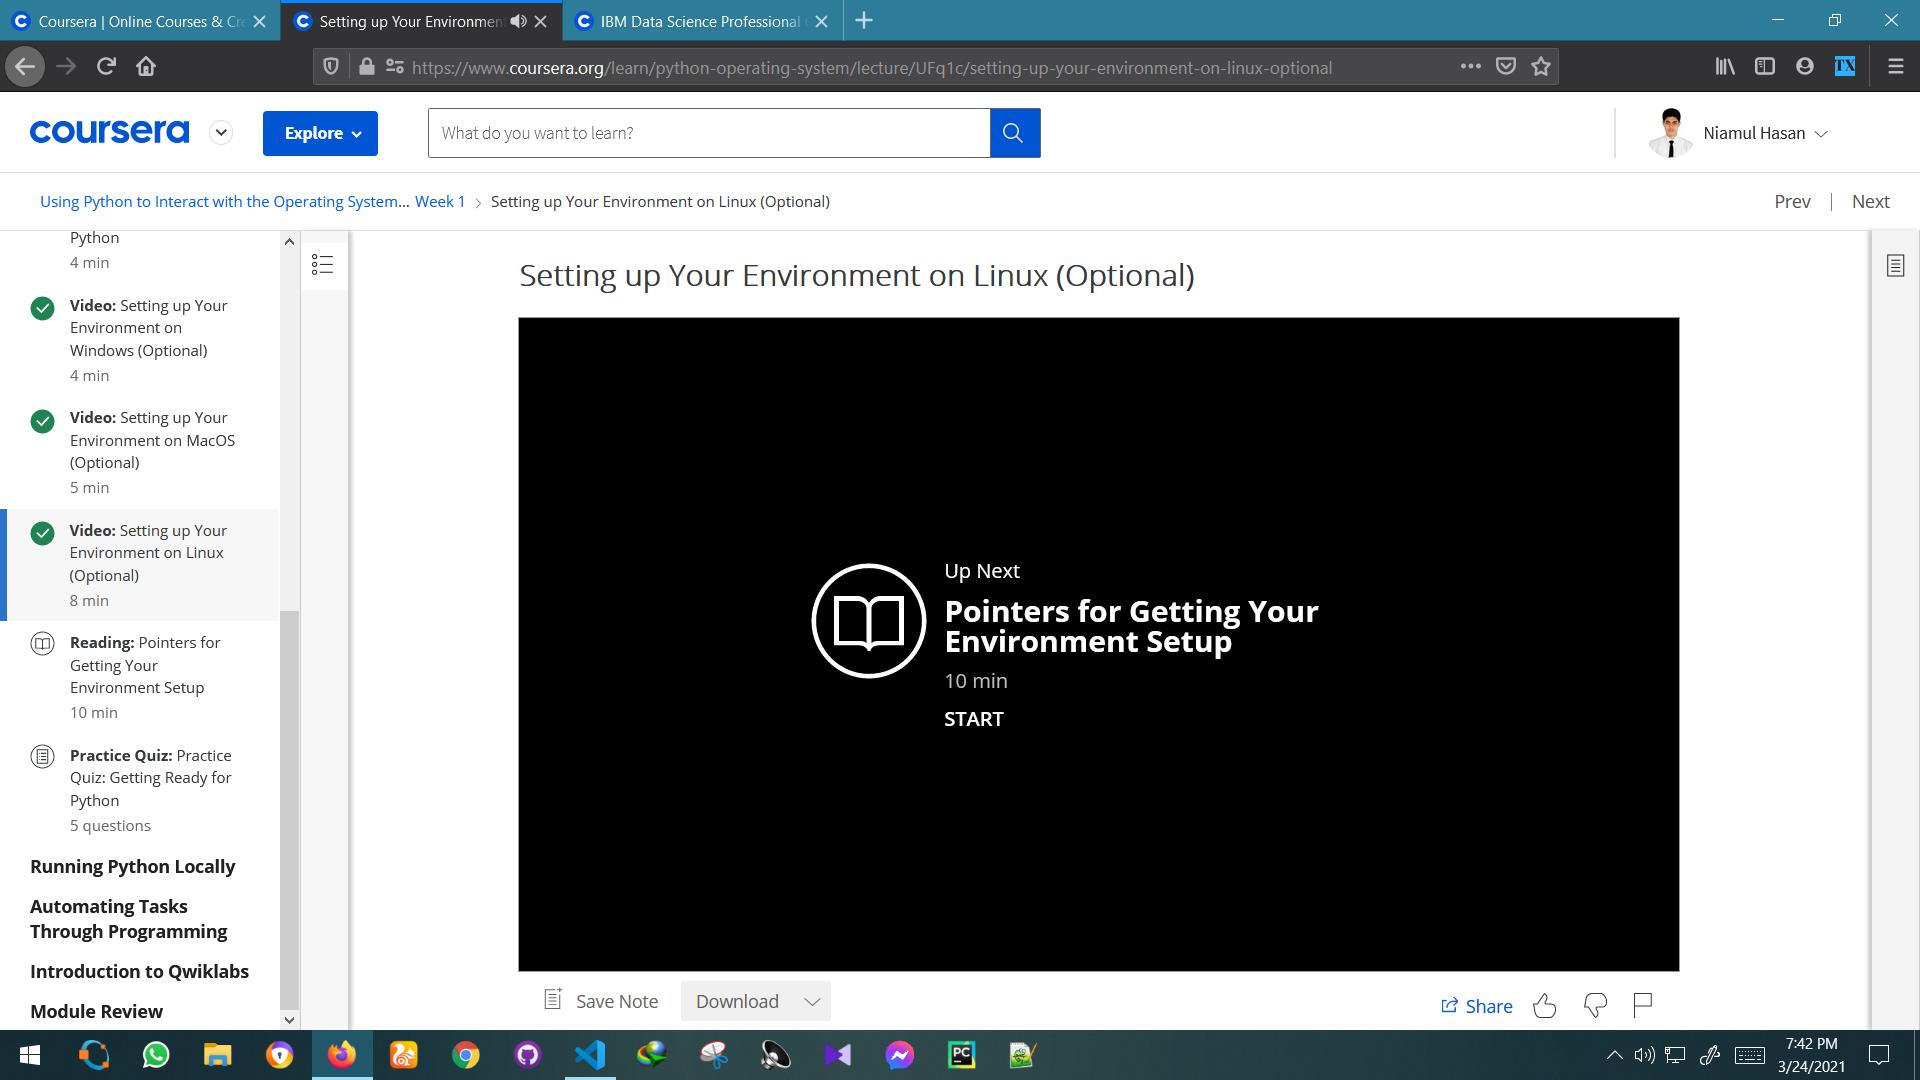 Coursera | Online Courses & Cre
Setting up Your Environmen
IBM Data Science Professional
https://www.coursera.org/learn/python-operating-system/lecture/UFq1c/setting-up-your-environment-on-linux-optional
coursera
Explore
What do you want to learn?
Niamul Hasan
Using Python to Interact with the Operating System... Week 1 > Setting up Your Environment on Linux (Optional)
Prev | Next
Python
4 min
Video: Setting up Your
Environment on
Windows (Optional)
4 min
Video: Setting up Your
Environment on MacOS
(Optional)
5 min
Video: Setting up Your
Environment on Linux
(Optional)
8 min
Reading: Pointers for
Getting Your
Environment Setup
10 min
Practice Quiz: Practice
Quiz: Getting Ready for
Python
5 questions
Running Python Locally
Automating Tasks
Through Programming
Introduction to Qwiklabs
Module Review
Setting up Your Environment on Linux (Optional)
Up Next
Pointers for Getting Your
Environment Setup
10 min
START
Save Note
Download
Share
TX
PC
7:42 PM
3/24/2021